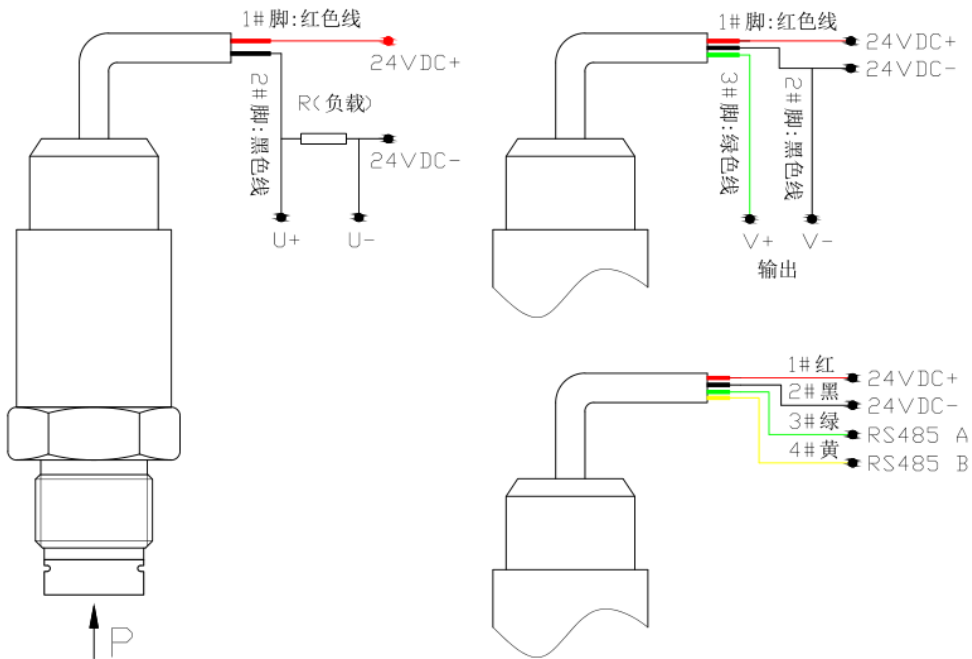 1#脚:红色线
24VDC+
2#脚:黑色线
R(负载)
24VDC-
U+
U-
P
1#脚:红色线
24VDC+
24VDC-
3#脚:绿色线
2#脚:黑色线
V+
V-
输出
1#红
24VDC+
2#黑
24VDC-
3#绿
RS485 A
4#黄
RS485 B